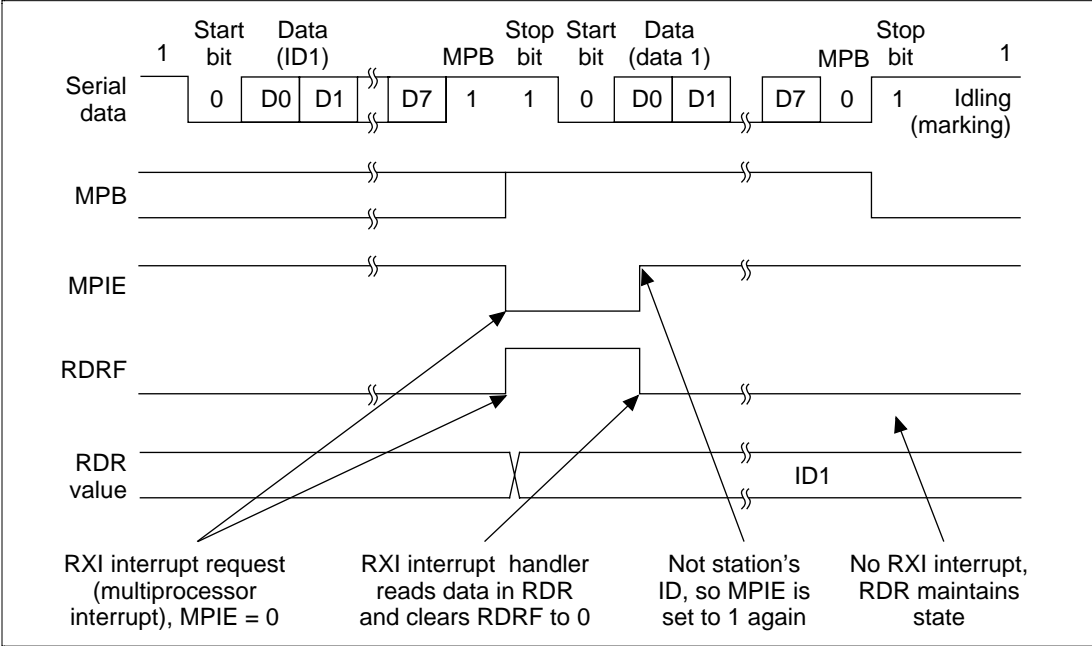 1 Start bit Data (ID1) MPB Stop bit Start bit Data (data 1) MPB Stop bit 1
Serial data 0 D0 D1 D7 1 1 0 D0 D1 D7 0 1 Idling (marking)
MPB
MPIE
RDRF
RDR value ID1
RXI interrupt request
(multiprocessor
interrupt), MPIE = 0
RXI interrupt handler
reads data in RDR
and clears RDRF to 0
Not station's
ID, so MPIE is
set to 1 again
No RXI interrupt,
RDR maintains
state